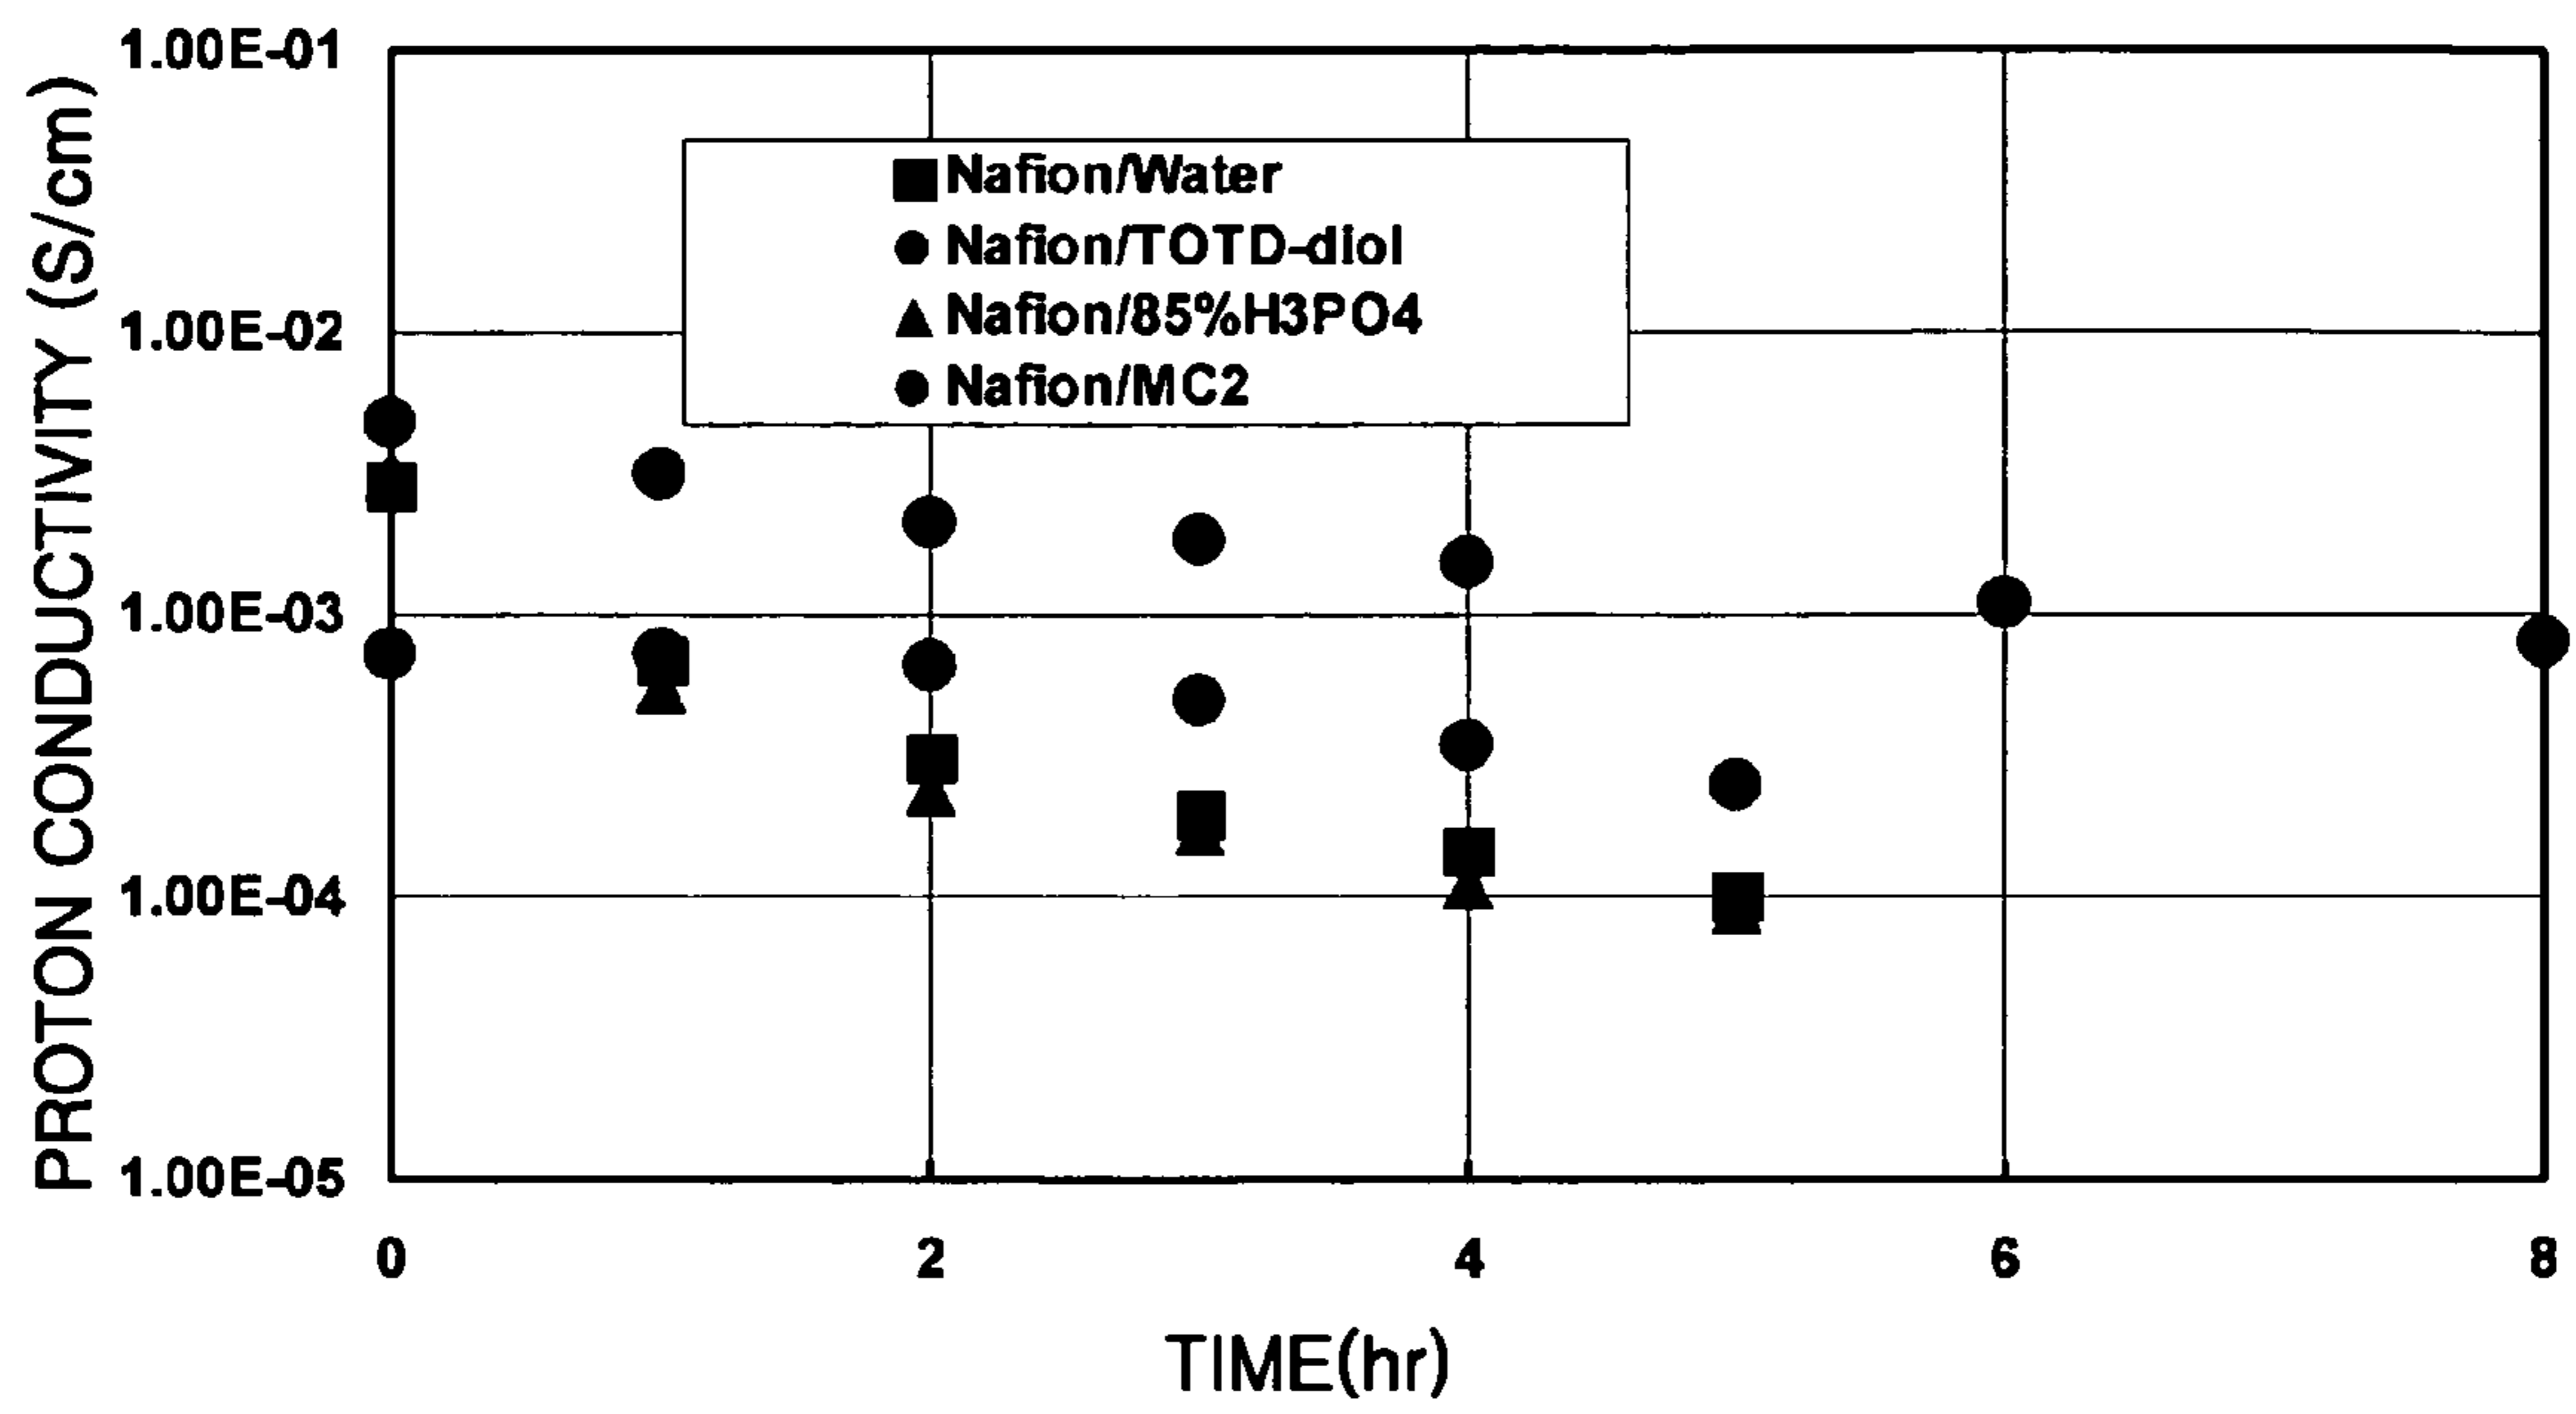 PROTON CONDUCTIVITY (S/cm)
1.00E-01
1.00E-02
1.00E-03
1.00E-04
1.00E-05
Nafion/Water
Nafion/TOTD-diol
Nafion/85%H3PO4
Nafion/MC2
0 2 4 6 8
TIME(hr)